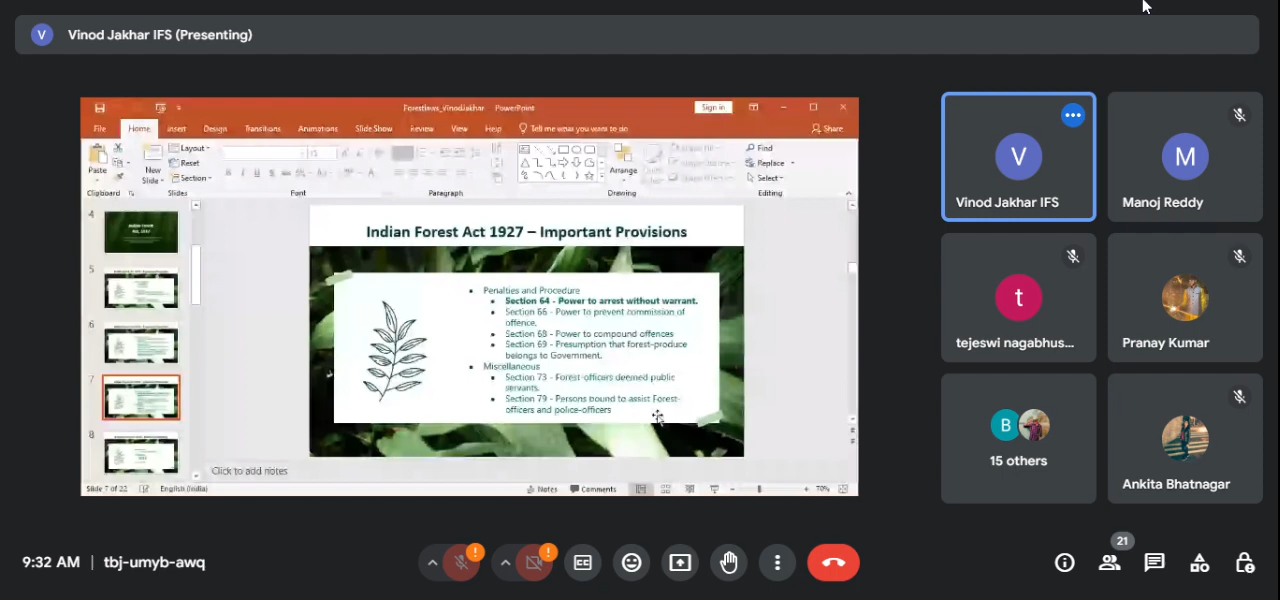 V Vinod Jakhar IFS (Presenting)
ForestLaws_VinodJakhar - PowerPoint
Sign in
File Home Insert Design Transitions Animations Slide Show Review View Help Tell me what you want to do Share
Paste
New
Slide
Layout
Reset
Section
Arrange
Find
Replace
Select
Clipboard Slides Font Paragraph Drawing Editing
4
5
6
7
8
Indian Forest Act 1927 – Important Provisions
• Penalties and Procedure
• Section 64 - Power to arrest without warrant.
• Section 66 - Power to prevent commission of
offence.
• Section 68 - Power to compound offences
• Section 69 - Presumption that forest-produce
belongs to Government.
• Miscellaneous
• Section 73 - Forest-officers deemed public
servants.
• Section 79 - Persons bound to assist Forest-
officers and police-officers
Click to add notes
Slide 7 of 22 English (India) Notes Comments 70%
V
Vinod Jakhar IFS
M
Manoj Reddy
t
tejeswi nagabhus...
Pranay Kumar
B
15 others
Ankita Bhatnagar
9:32 AM | tbj-umyb-awq
CC
21